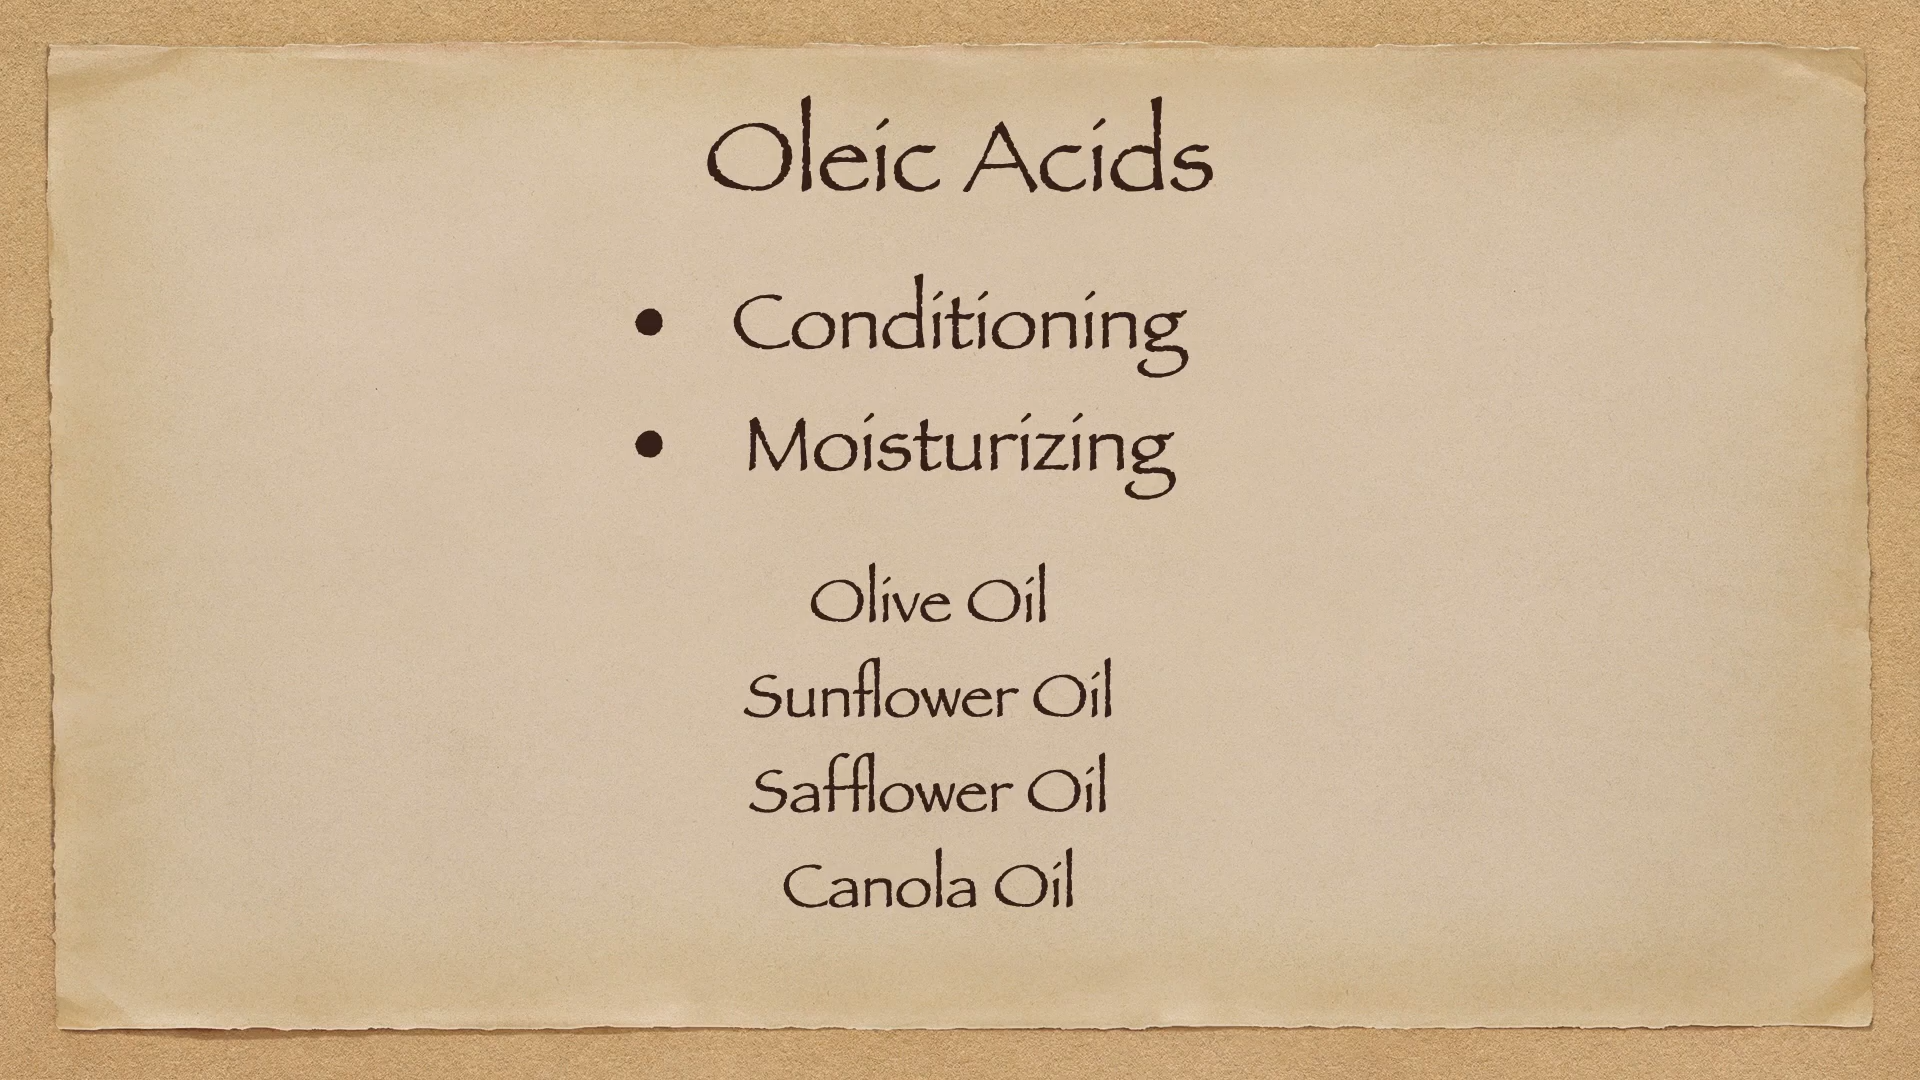 Oleic Acids
• Conditioning
• Moisturizing
Olive Oil
Sunflower Oil
Safflower Oil
Canola Oil